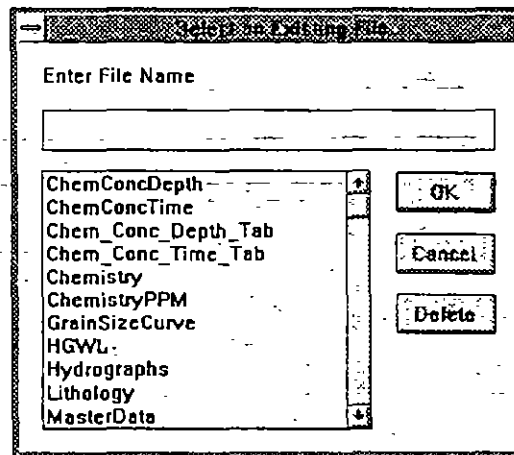 Select an Existing File
Enter File Name
ChemConcDepth
ChemConcTime
Chem_Conc_Depth_Tab
Chem_Conc_Time_Tab
Chemistry
ChemistryPPM
GrainSizeCurve
HGWL
Hydrographs
Lithology
MasterData
OK
Cancel
Delete